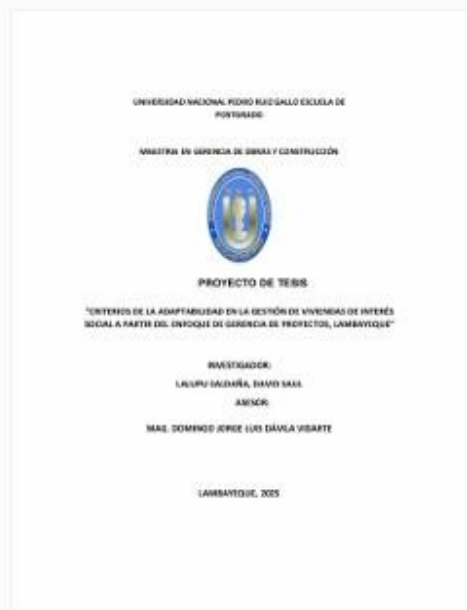 UNIVERSIDAD NACIONAL PEDRO RUIZ GALLO ESCUELA DE
POSTGRADO
MAESTRIA EN GERENCIA DE OBRAS Y CONSTRUCCIÓN
PROYECTO DE TESIS
"CRITERIOS DE LA ADAPTABILIDAD EN LA GESTIÓN DE VIVIENDAS DE INTERÉS
SOCIAL A PARTIR DEL ENFOQUE DE GERENCIA DE PROYECTOS, LAMBAYEQUE"
INVESTIGADOR:
LALUPU SALDAÑA, DAVID SAUL
ASESOR:
MAG. DOMINGO JORGE LUIS DÁVILA VIDARTE
LAMBAYEQUE, 2025